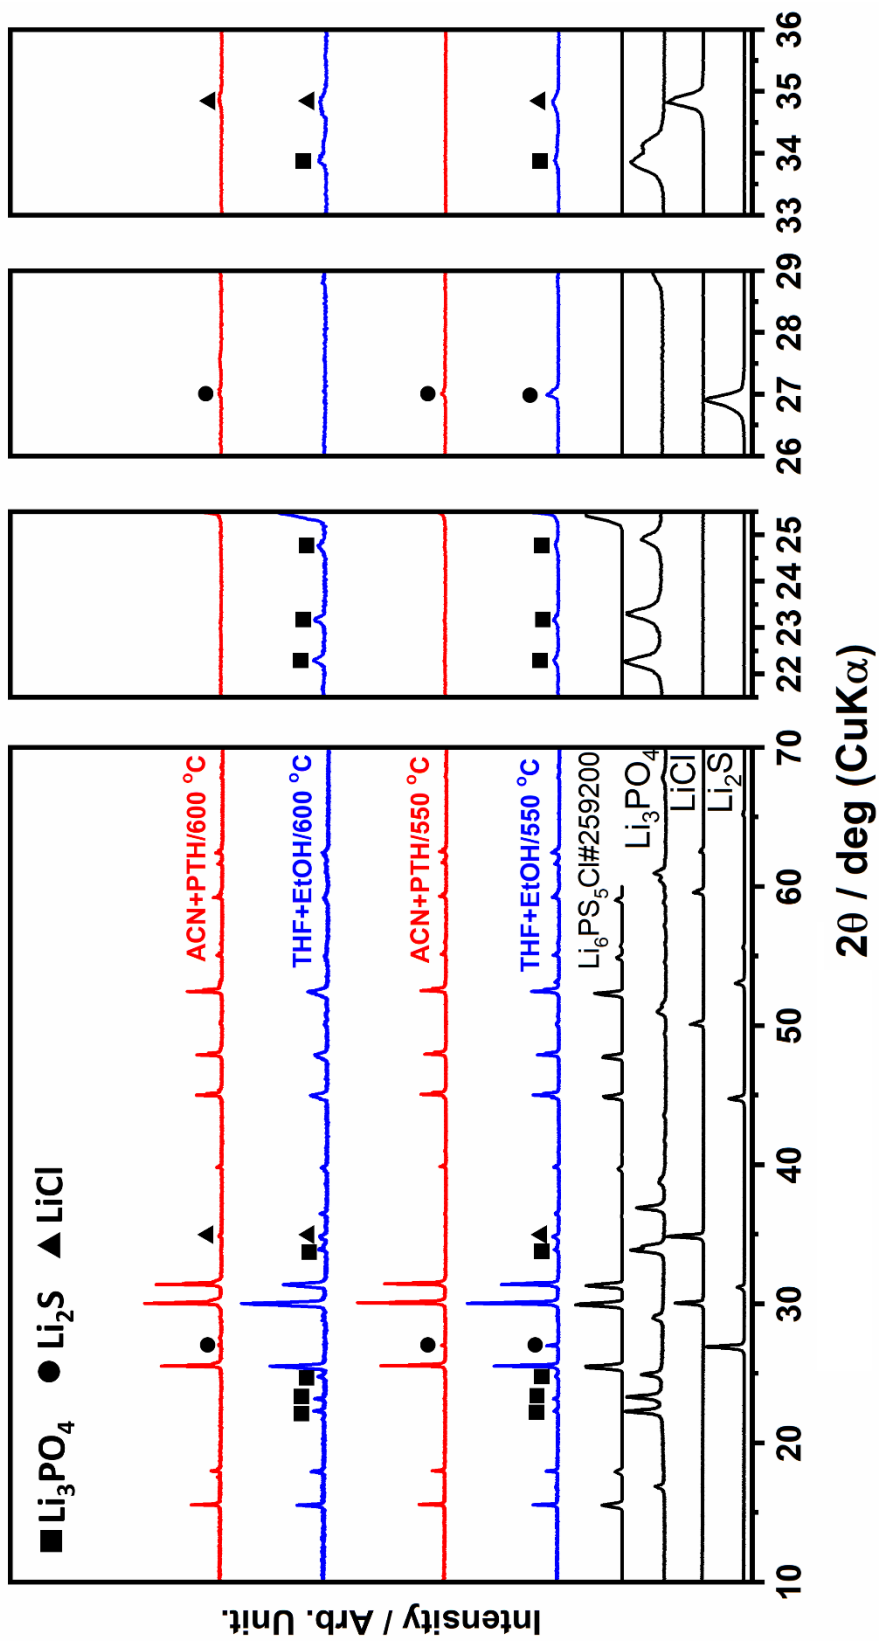 ■Li₃PO₄ ●Li₂S ▲LiCl
ACN+PTH/600 °C
THF+EtOH/600 °C
ACN+PTH/550 °C
THF+EtOH/550 °C
Li₆PS₅Cl#259200
Li₃PO₄
LiCl
Li₂S
Intensity / Arb. Unit.
10 20 30 40 50 60 70
22 23 24 25
26 27 28 29
33 34 35 36
2θ / deg (CuKα)